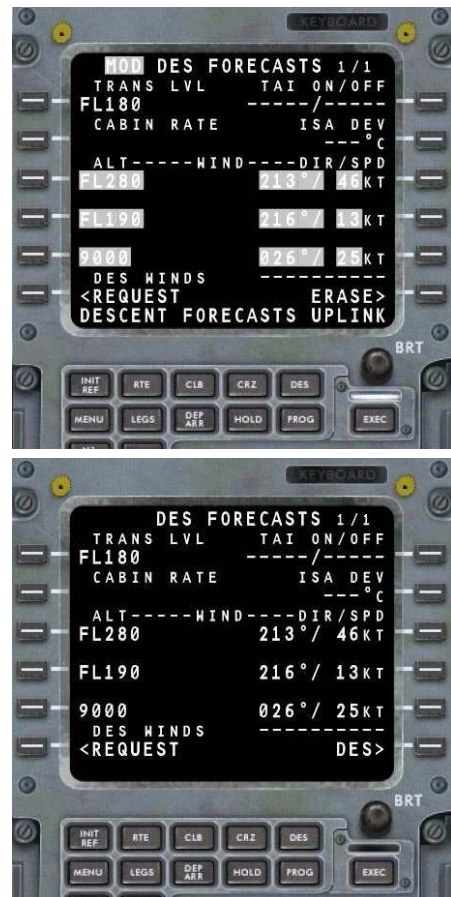 KEYBOARD
MOD DES FORECASTS 1/1
TRANS LVL TAI ON/OFF
FL180 -----/-----
CABIN RATE ISA DEV
---°C
ALT-----WIND----DIR/SPD
FL280 213°/ 46KT
FL190 216°/ 13KT
9000 026°/ 25KT
DES WINDS ----------
<REQUEST ERASE>
DESCENT FORECASTS UPLINK
BRT
INIT REF RTE CLB CRZ DES
MENU LEGS DEP ARR HOLD PROG EXEC
KEYBOARD
DES FORECASTS 1/1
TRANS LVL TAI ON/OFF
FL180 -----/-----
CABIN RATE ISA DEV
---°C
ALT-----WIND----DIR/SPD
FL280 213°/ 46KT
FL190 216°/ 13KT
9000 026°/ 25KT
DES WINDS ----------
<REQUEST DES>
BRT
INIT REF RTE CLB CRZ DES
MENU LEGS DEP ARR HOLD PROG EXEC